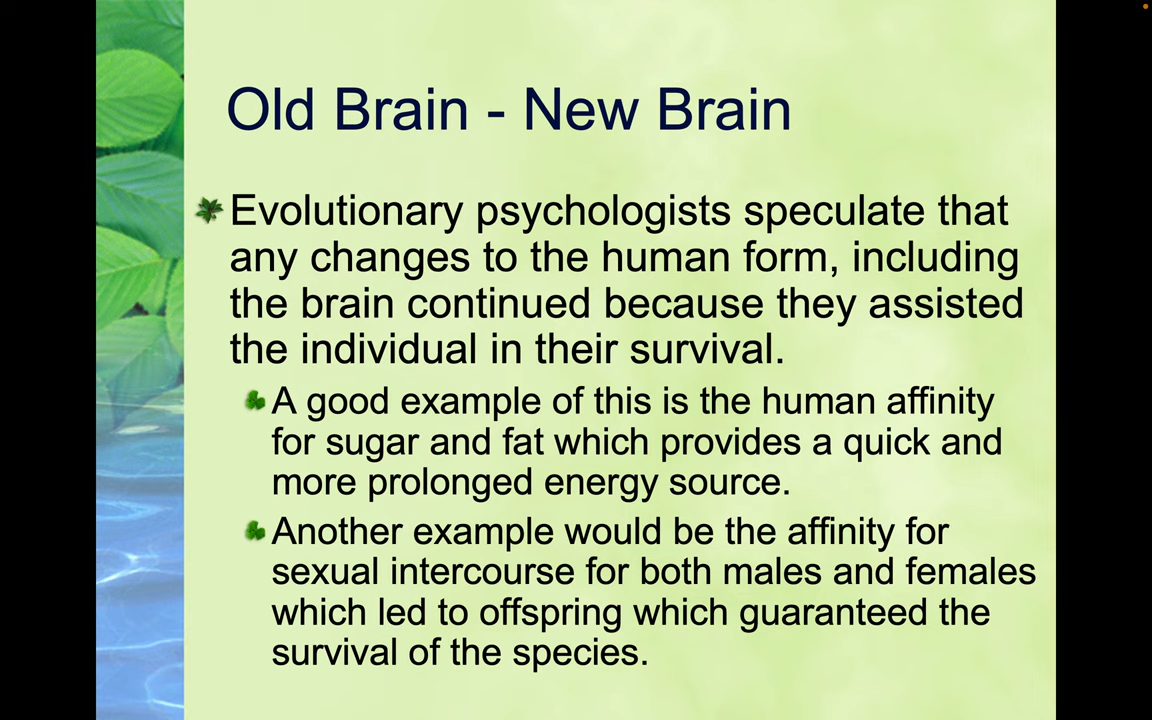 Old Brain - New Brain
Evolutionary psychologists speculate that
any changes to the human form, including
the brain continued because they assisted
the individual in their survival.
A good example of this is the human affinity
for sugar and fat which provides a quick and
more prolonged energy source.
Another example would be the affinity for
sexual intercourse for both males and females
which led to offspring which guaranteed the
survival of the species.